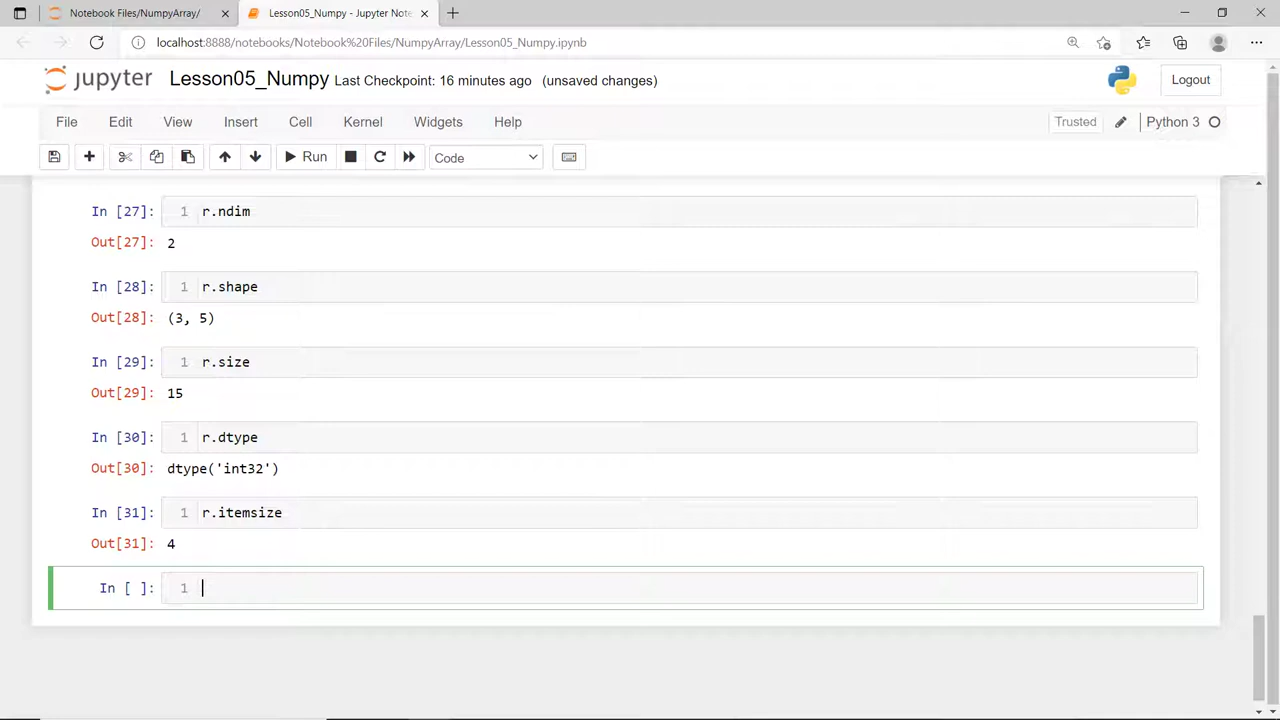 Notebook Files/NumpyArray/
Lesson05_Numpy - Jupyter Note
localhost:8888/notebooks/Notebook%20Files/NumpyArray/Lesson05_Numpy.ipynb
jupyter Lesson05_Numpy Last Checkpoint: 16 minutes ago (unsaved changes) Logout
File Edit View Insert Cell Kernel Widgets Help Trusted Python 3
Run Code
In [27]: 1 r.ndim
Out[27]: 2
In [28]: 1 r.shape
Out[28]: (3, 5)
In [29]: 1 r.size
Out[29]: 15
In [30]: 1 r.dtype
Out[30]: dtype('int32')
In [31]: 1 r.itemsize
Out[31]: 4
In [ ]: 1